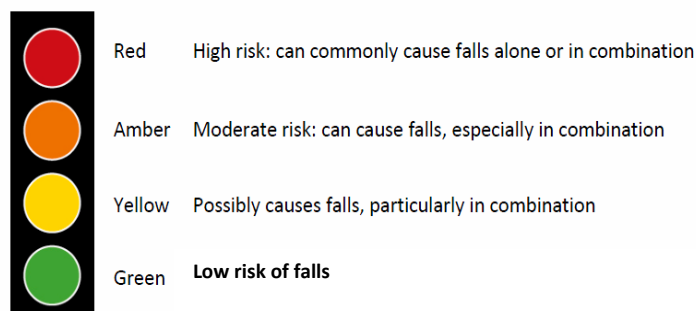 Red High risk: can commonly cause falls alone or in combination
Amber Moderate risk: can cause falls, especially in combination
Yellow Possibly causes falls, particularly in combination
Green Low risk of falls